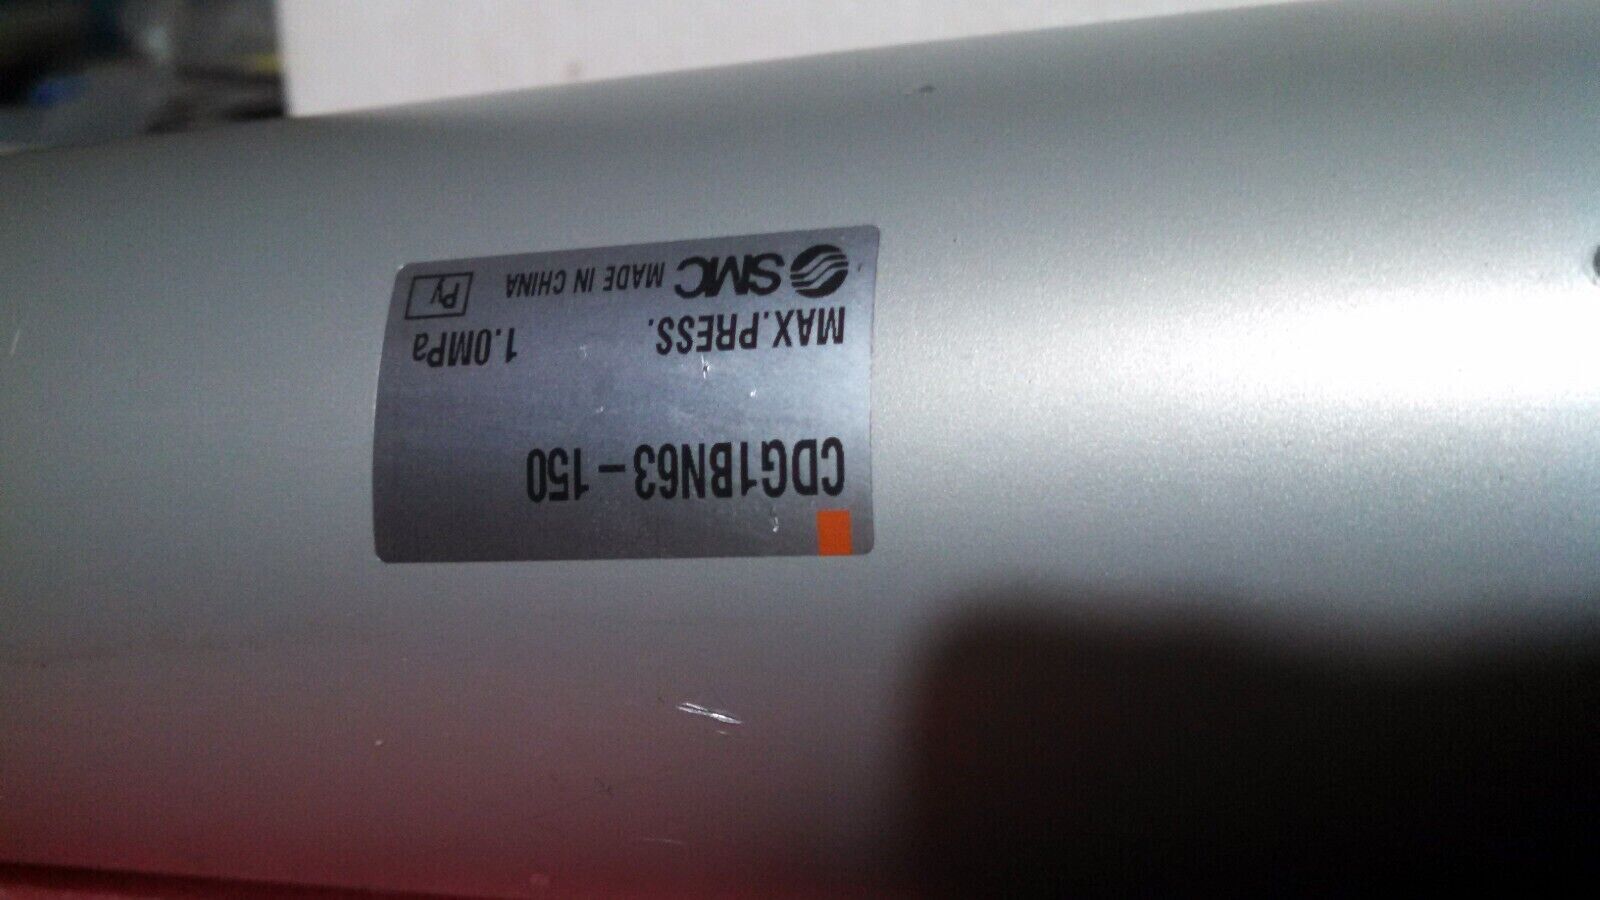 CDG1BN63-150
MAX.PRESS. 1.0MPa
SMC MADE IN CHINA Py